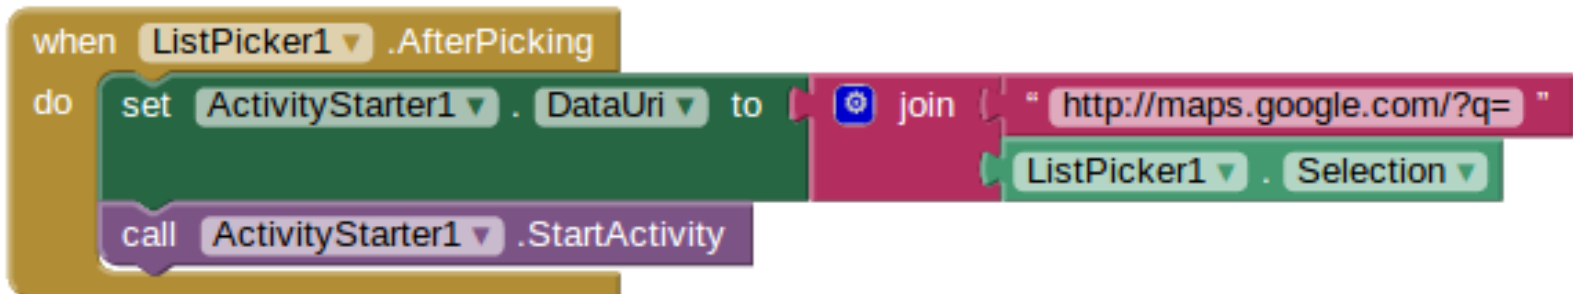 when ListPicker1 .AfterPicking
do set ActivityStarter1 . DataUri to join “ http://maps.google.com/?q= ”
ListPicker1 . Selection
call ActivityStarter1 .StartActivity